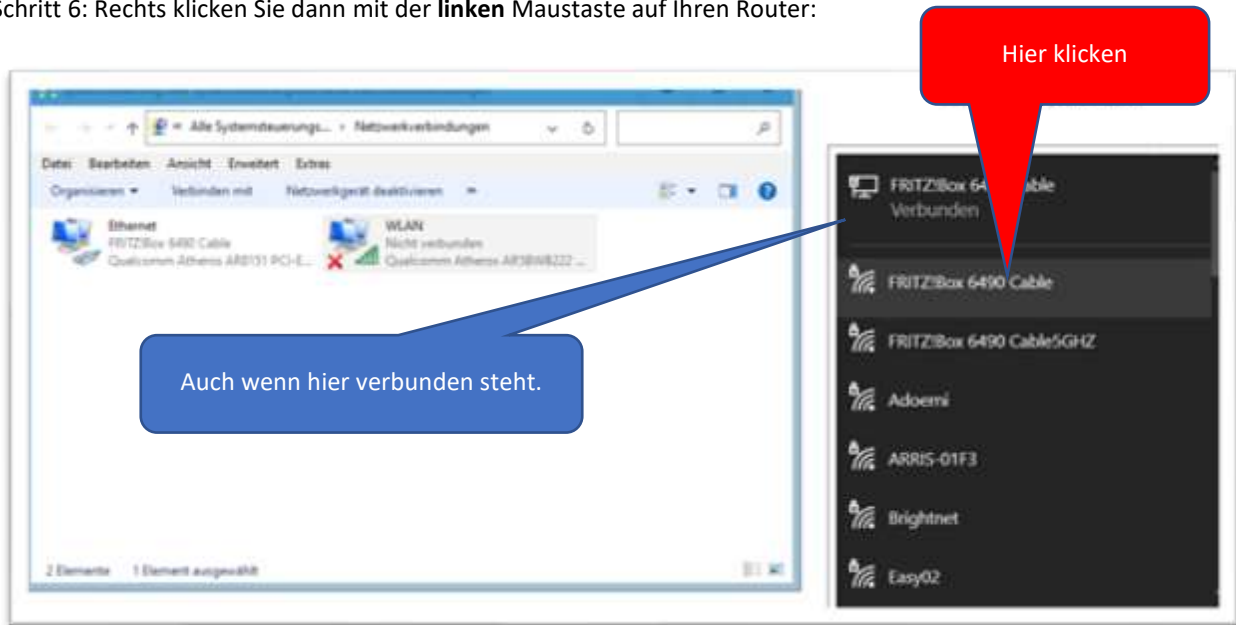 Schritt 6: Rechts klicken Sie dann mit der linken Maustaste auf Ihren Router:
Hier klicken
Alle Systemsteuerungs... › Netzwerkverbindungen
Datei Bearbeiten Ansicht Erweitert Extras
Organisieren Verbinden mit Netzwerkgerät deaktivieren »
Ethernet
FRITZ!Box 6490 Cable
Qualcomm Atheros AR8131 PCI-E...
WLAN
Nicht verbunden
Qualcomm Atheros AR5BWB222 ...
Auch wenn hier verbunden steht.
2 Elemente 1 Element ausgewählt
FRITZ!Box 64 able
Verbunden
FRITZ!Box 6490 Cable
FRITZ!Box 6490 Cable5GHZ
Adoemi
ARRIS-01F3
Brightnet
Easy02